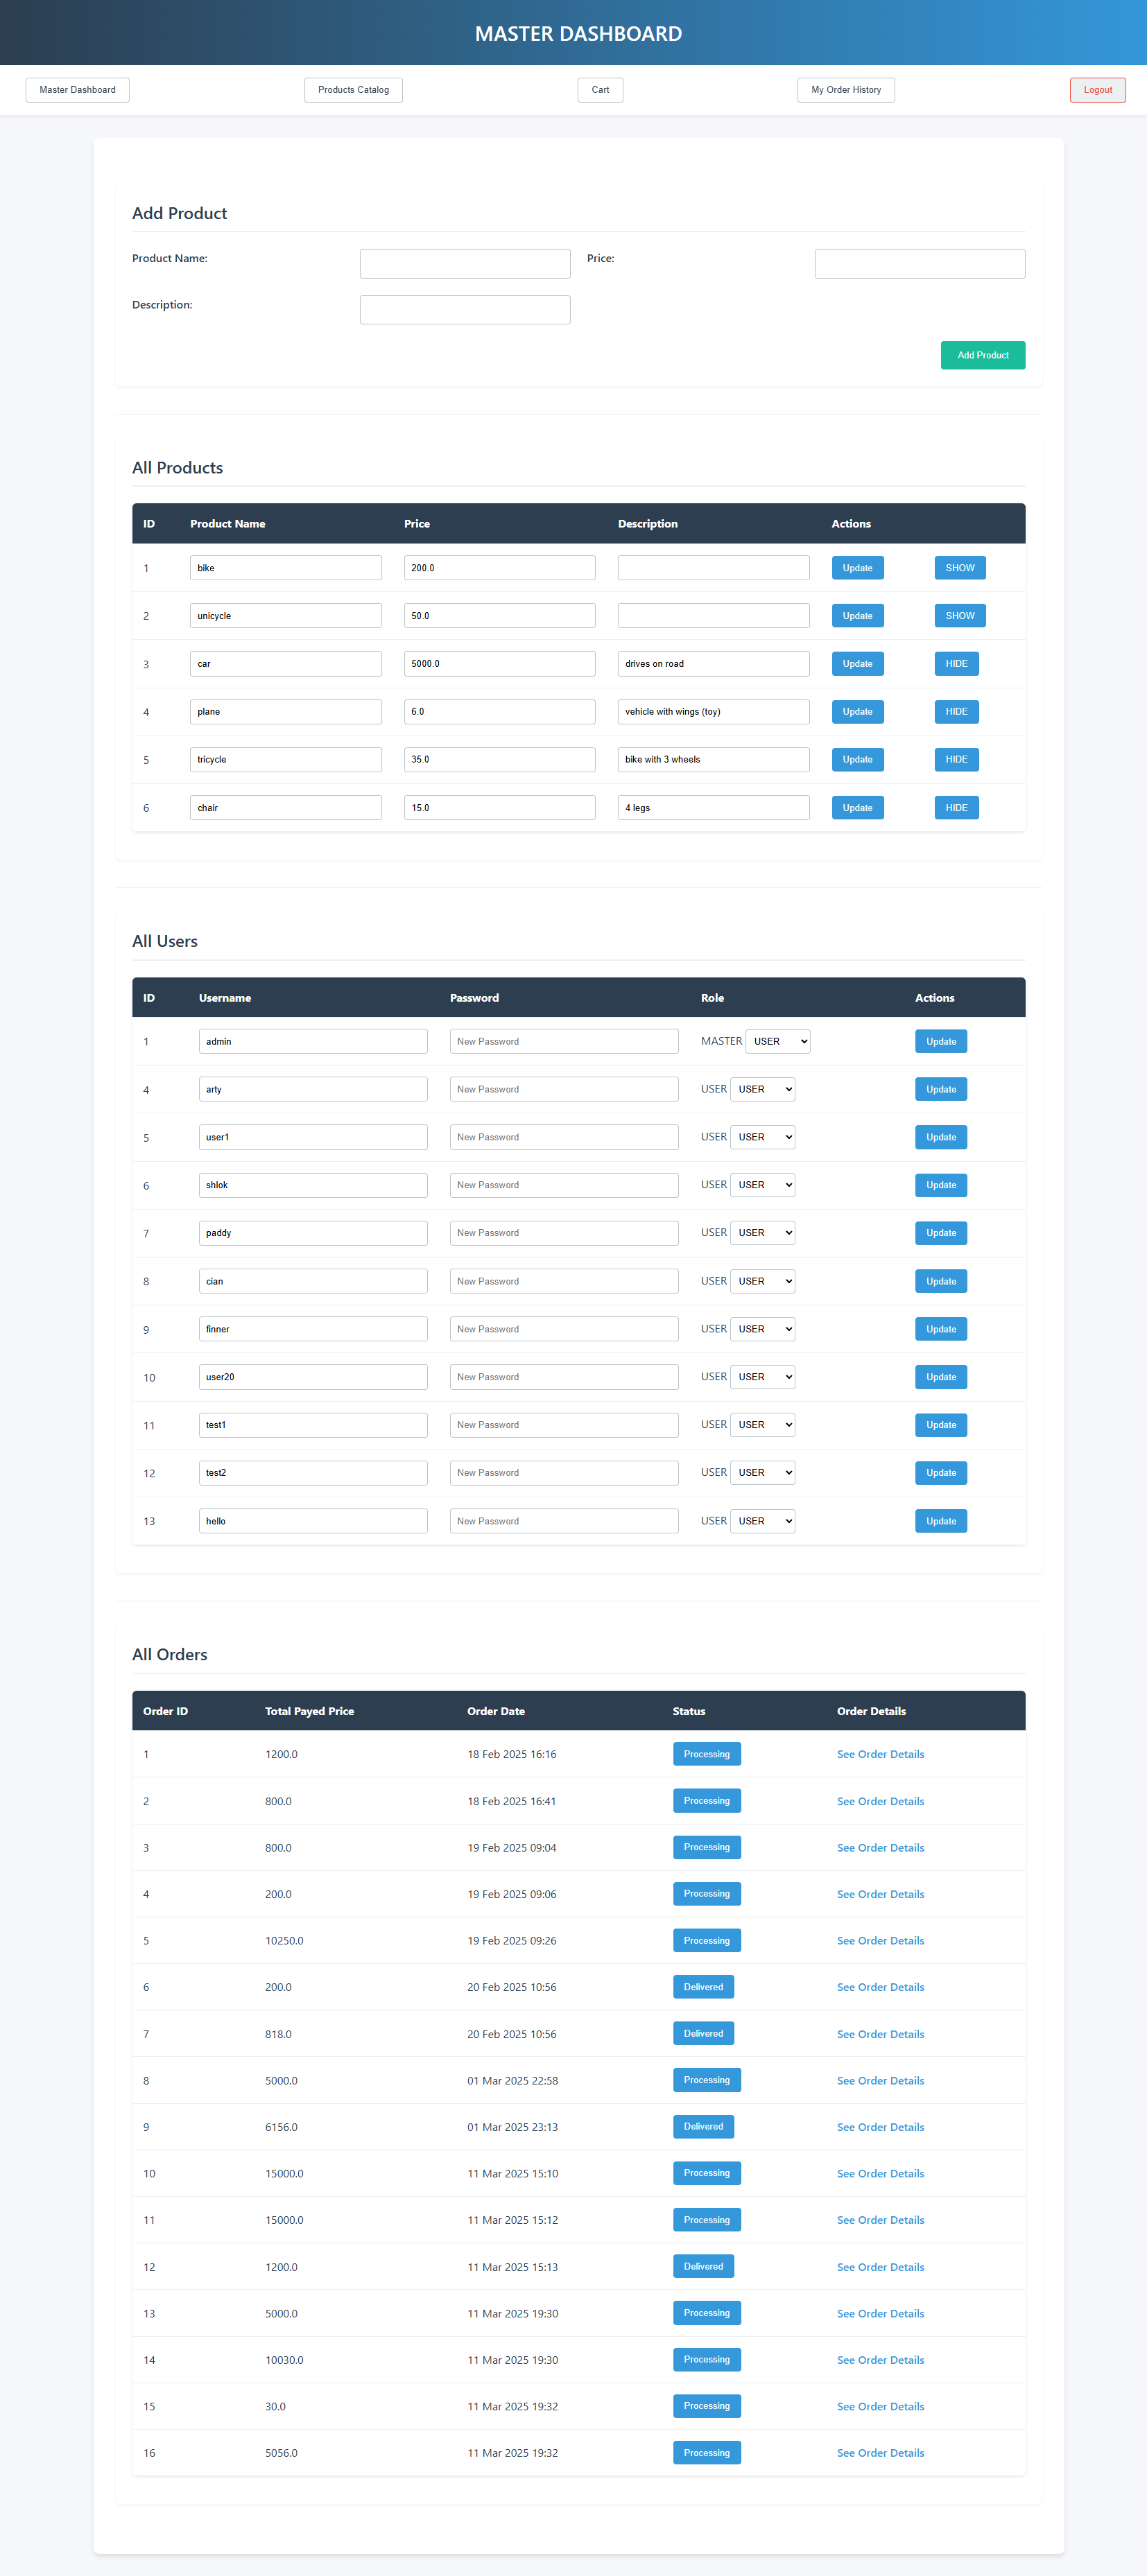 MASTER DASHBOARD
Master Dashboard Products Catalog Cart My Order History Logout
Add Product
Product Name: Price:
Description:
Add Product
All Products
ID Product Name Price Description Actions
1 bike 200.0 Update SHOW
2 unicycle 50.0 Update SHOW
3 car 5000.0 drives on road Update HIDE
4 plane 6.0 vehicle with wings (toy) Update HIDE
5 tricycle 35.0 bike with 3 wheels Update HIDE
6 chair 15.0 4 legs Update HIDE
All Users
ID Username Password Role Actions
1 admin New Password MASTER USER Update
4 arty New Password USER USER Update
5 user1 New Password USER USER Update
6 shlok New Password USER USER Update
7 paddy New Password USER USER Update
8 cian New Password USER USER Update
9 finner New Password USER USER Update
10 user20 New Password USER USER Update
11 test1 New Password USER USER Update
12 test2 New Password USER USER Update
13 hello New Password USER USER Update
All Orders
Order ID Total Payed Price Order Date Status Order Details
1 1200.0 18 Feb 2025 16:16 Processing See Order Details
2 800.0 18 Feb 2025 16:41 Processing See Order Details
3 800.0 19 Feb 2025 09:04 Processing See Order Details
4 200.0 19 Feb 2025 09:06 Processing See Order Details
5 10250.0 19 Feb 2025 09:26 Processing See Order Details
6 200.0 20 Feb 2025 10:56 Delivered See Order Details
7 818.0 20 Feb 2025 10:56 Delivered See Order Details
8 5000.0 01 Mar 2025 22:58 Processing See Order Details
9 6156.0 01 Mar 2025 23:13 Delivered See Order Details
10 15000.0 11 Mar 2025 15:10 Processing See Order Details
11 15000.0 11 Mar 2025 15:12 Processing See Order Details
12 1200.0 11 Mar 2025 15:13 Delivered See Order Details
13 5000.0 11 Mar 2025 19:30 Processing See Order Details
14 10030.0 11 Mar 2025 19:30 Processing See Order Details
15 30.0 11 Mar 2025 19:32 Processing See Order Details
16 5056.0 11 Mar 2025 19:32 Processing See Order Details